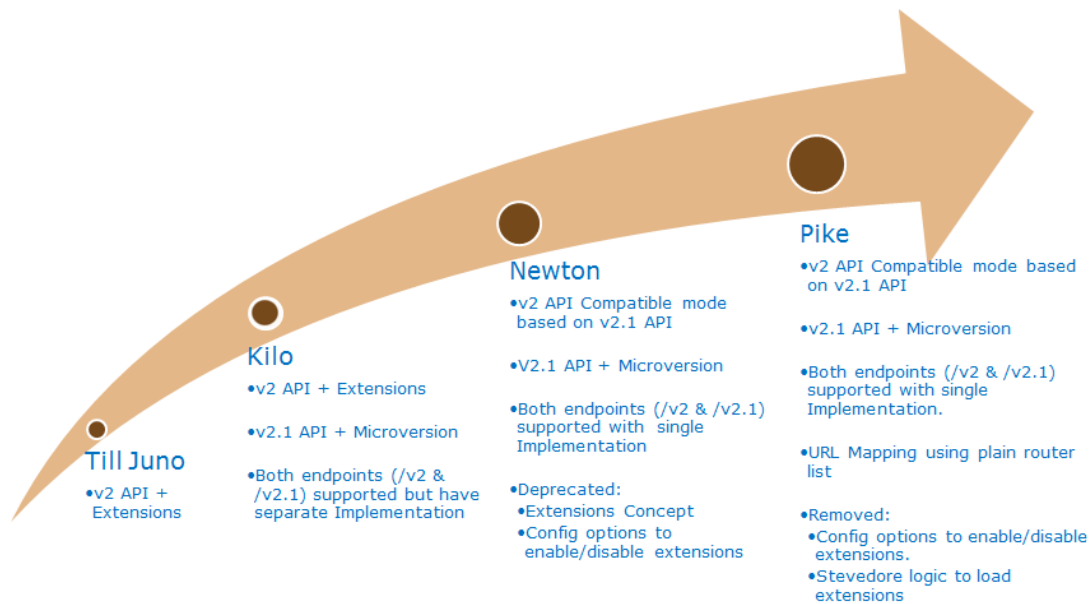 Till Juno
•v2 API +
Extensions
Kilo
•v2 API + Extensions
•v2.1 API + Microversion
•Both endpoints (/v2 &
/v2.1) supported but have
separate Implementation
Newton
•v2 API Compatible mode
based on v2.1 API
•V2.1 API + Microversion
•Both endpoints (/v2 & /v2.1)
supported with single
Implementation
•Deprecated:
•Extensions Concept
•Config options to
enable/disable extensions
Pike
•v2 API Compatible mode based
on v2.1 API
•v2.1 API + Microversion
•Both endpoints (/v2 & /v2.1)
supported with single
Implementation.
•URL Mapping using plain router
list
•Removed:
•Config options to enable/disable
extensions.
•Stevedore logic to load
extensions